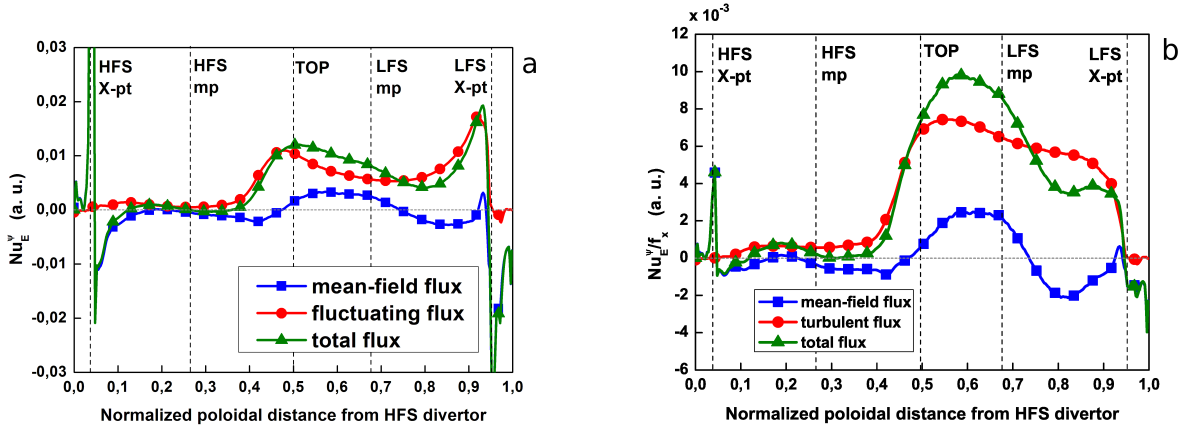 a
0,03
0,02
0,01
0,00
-0,01
-0,02
-0,03
Nu_E^ψ (a. u.)
HFS X-pt
HFS mp
TOP
LFS mp
LFS X-pt
mean-field flux
fluctuating flux
total flux
0,0 0,1 0,2 0,3 0,4 0,5 0,6 0,7 0,8 0,9 1,0
Normalized poloidal distance from HFS divertor
b
x 10^-3
12
10
8
6
4
2
0
-2
-4
-6
Nu_E^ψ/f_x (a. u.)
HFS X-pt
HFS mp
TOP
LFS mp
LFS X-pt
mean-field flux
turbulent flux
total flux
0,0 0,1 0,2 0,3 0,4 0,5 0,6 0,7 0,8 0,9 1,0
Normalized poloidal distance from HFS divertor